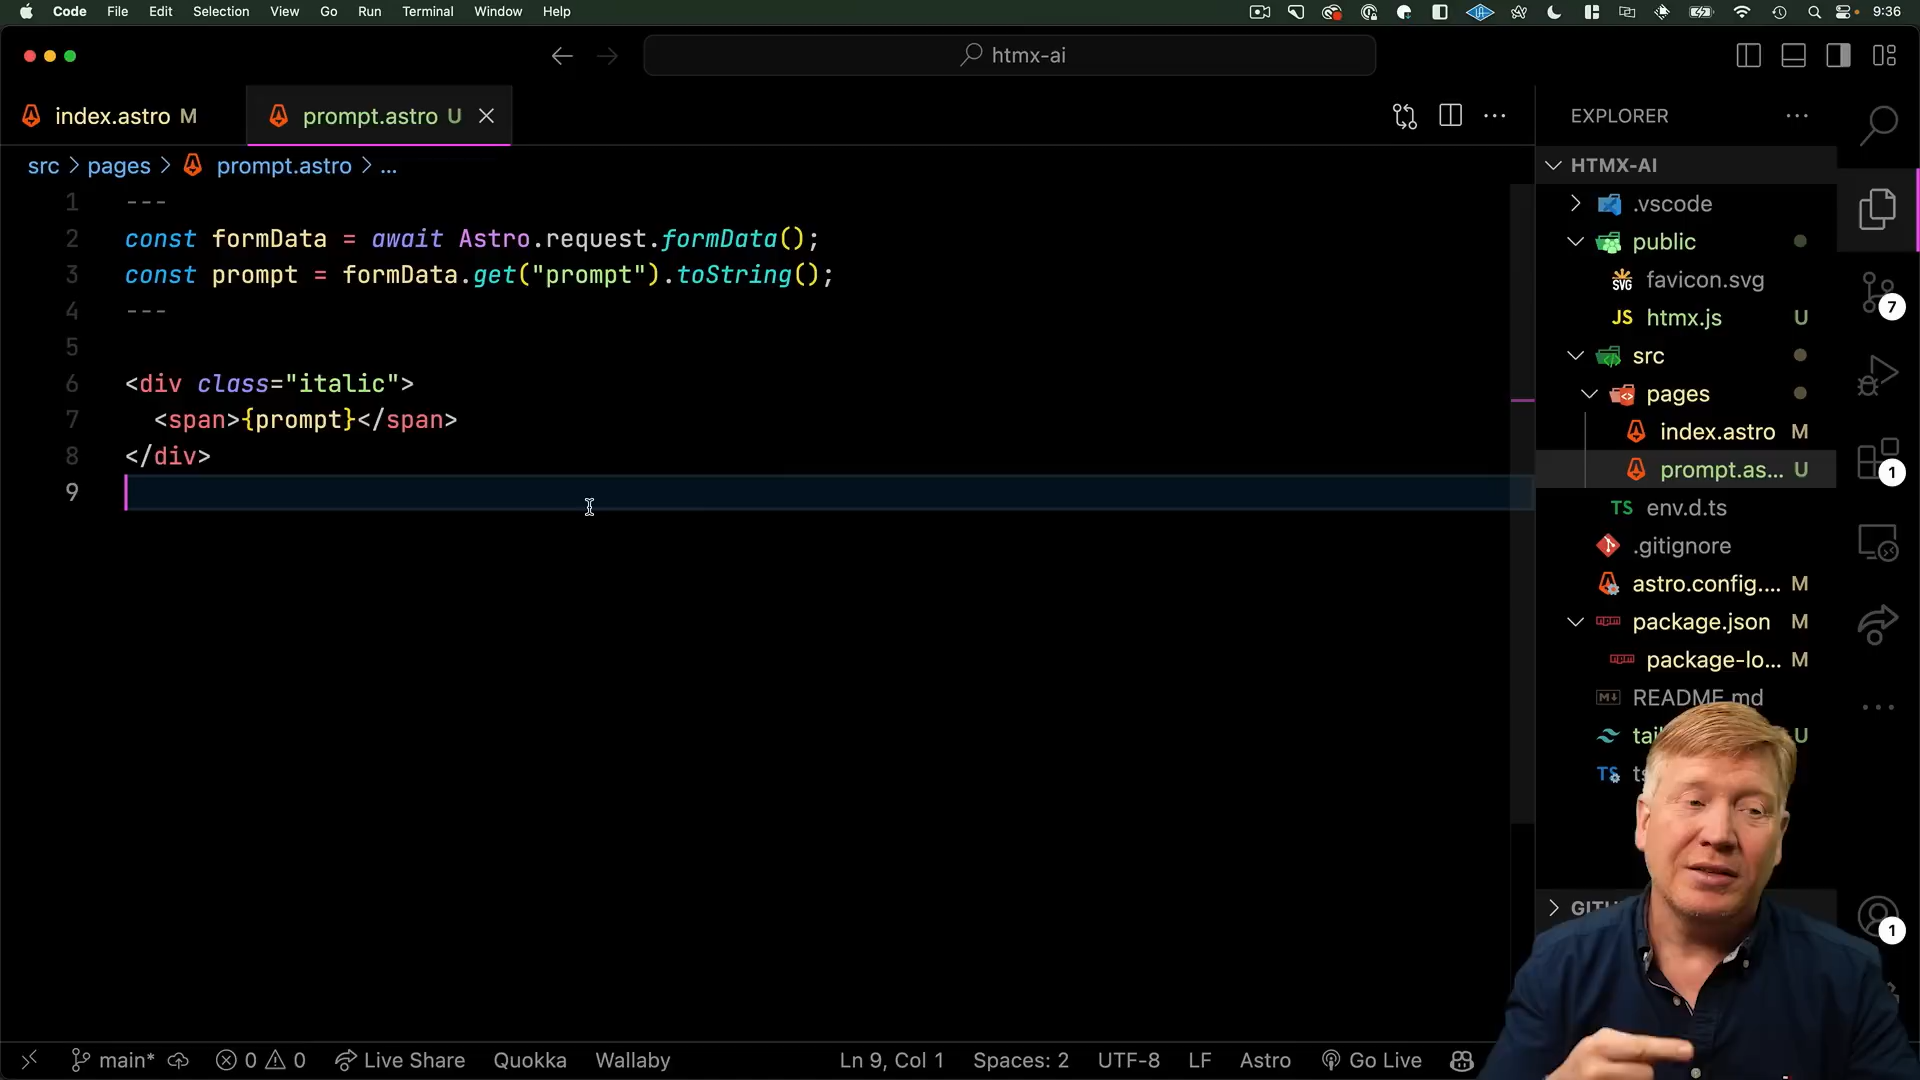 Code File Edit Selection View Go Run Terminal Window Help 9:36
htmx-ai
index.astro M
prompt.astro U
EXPLORER
src > pages > prompt.astro > ...
HTMX-AI
1 ---
2 const formData = await Astro.request.formData();
3 const prompt = formData.get("prompt").toString();
4 ---
5
6 <div class="italic">
7 <span>{prompt}</span>
8 </div>
9
.vscode
public
SVG favicon.svg
JS htmx.js U
src
pages
index.astro M
prompt.as... U
TS env.d.ts
.gitignore
astro.config.... M
package.json M
package-lo... M
README.md
U
TS
7
1
1
main* 0 0 Live Share Quokka Wallaby Ln 9, Col 1 Spaces: 2 UTF-8 LF Astro Go Live